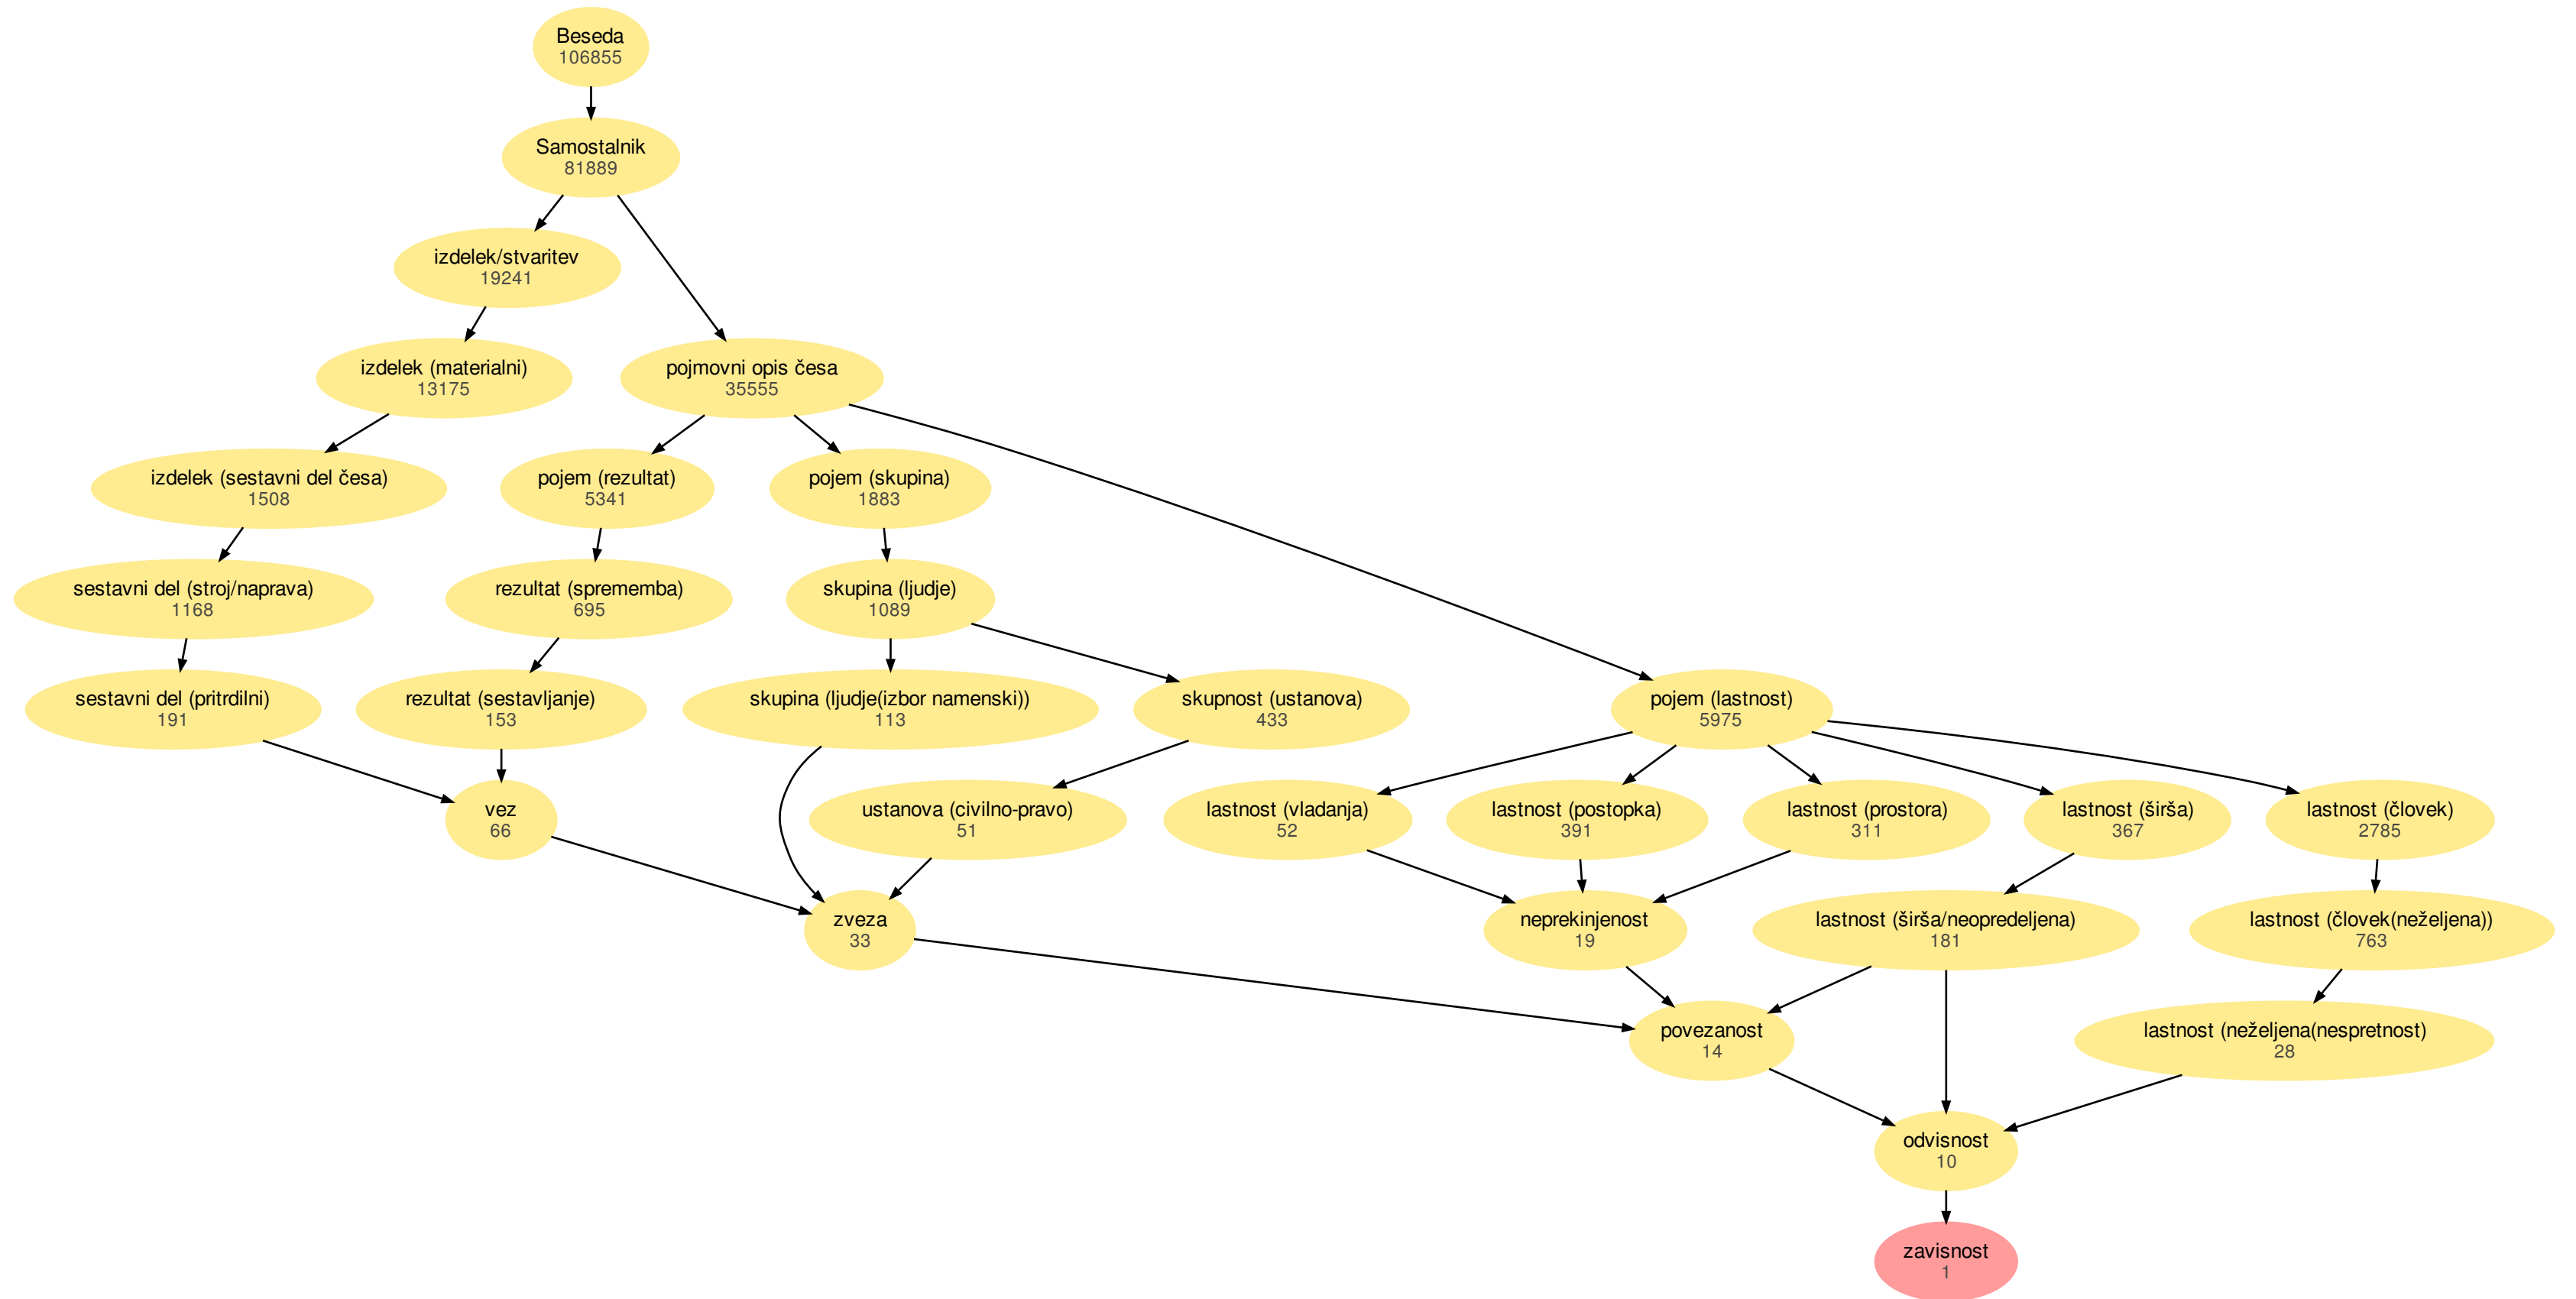 Beseda
106855
Samostalnik
81889
izdelek/stvaritev
19241
izdelek (materialni)
13175
pojmovni opis česa
35555
izdelek (sestavni del česa)
1508
pojem (rezultat)
5341
pojem (skupina)
1883
sestavni del (stroj/naprava)
1168
rezultat (sprememba)
695
skupina (ljudje)
1089
sestavni del (pritrdilni)
191
rezultat (sestavljanje)
153
skupina (ljudje(izbor namenski))
113
skupnost (ustanova)
433
pojem (lastnost)
5975
vez
66
ustanova (civilno-pravo)
51
lastnost (vladanja)
52
lastnost (postopka)
391
lastnost (prostora)
311
lastnost (širša)
367
lastnost (človek)
2785
zveza
33
neprekinjenost
19
lastnost (širša/neopredeljena)
181
lastnost (človek(neželjena))
763
povezanost
14
lastnost (neželjena(nespretnost)
28
odvisnost
10
zavisnost
1